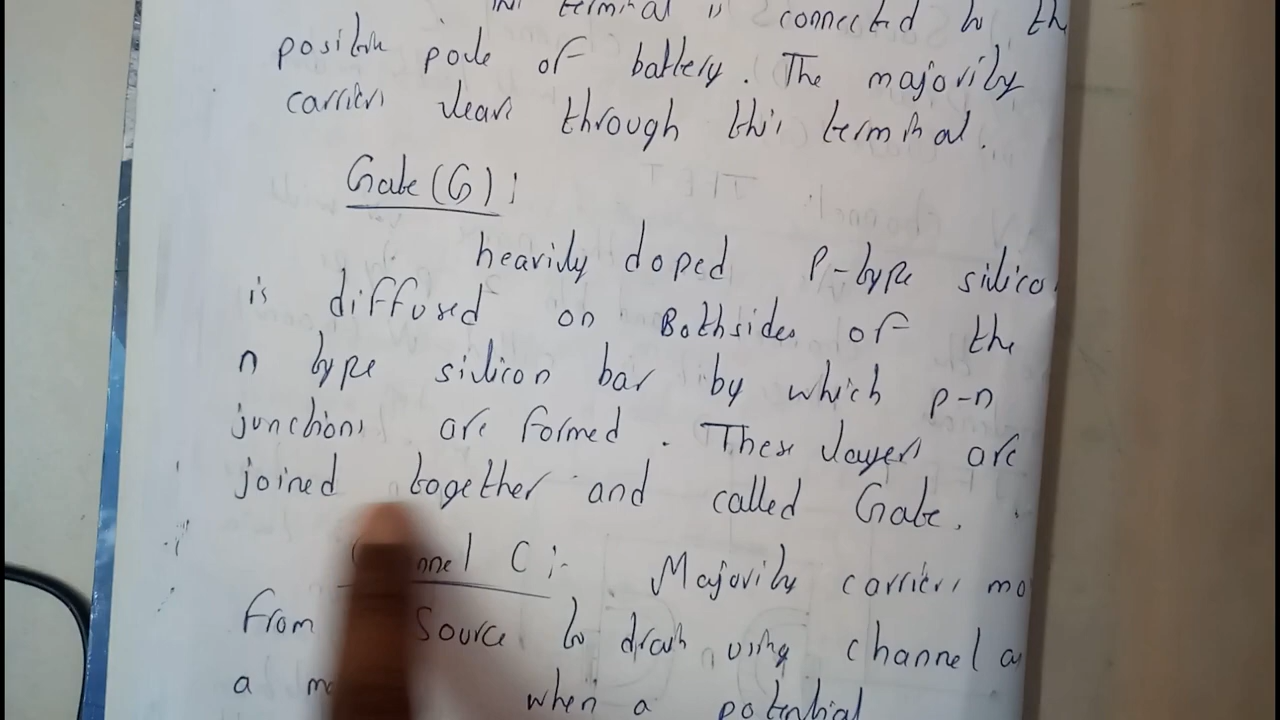 terminal is connected to the
positive pole of battery. The majority
carriers leave through this terminal.
Gate (G) :
heavily doped P-type silico
is diffused on Bothsides of the
n type silicon bar by which p-n
junctions are formed. These layers are
joined together and called Gate.
nnel C :- Majority carriers mo
From Source to drain using channel a
a when a potential